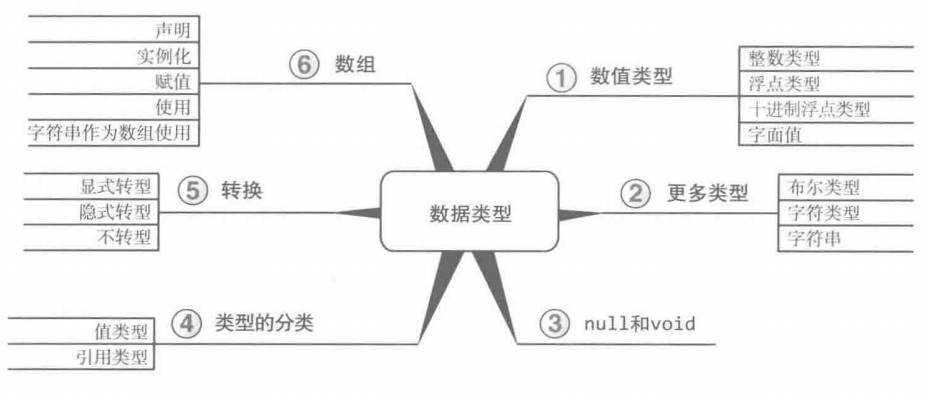 数据类型
① 数值类型
整数类型
浮点类型
十进制浮点类型
字面值
② 更多类型
布尔类型
字符类型
字符串
③ null和void
④ 类型的分类
值类型
引用类型
⑤ 转换
显式转型
隐式转型
不转型
⑥ 数组
声明
实例化
赋值
使用
字符串作为数组使用